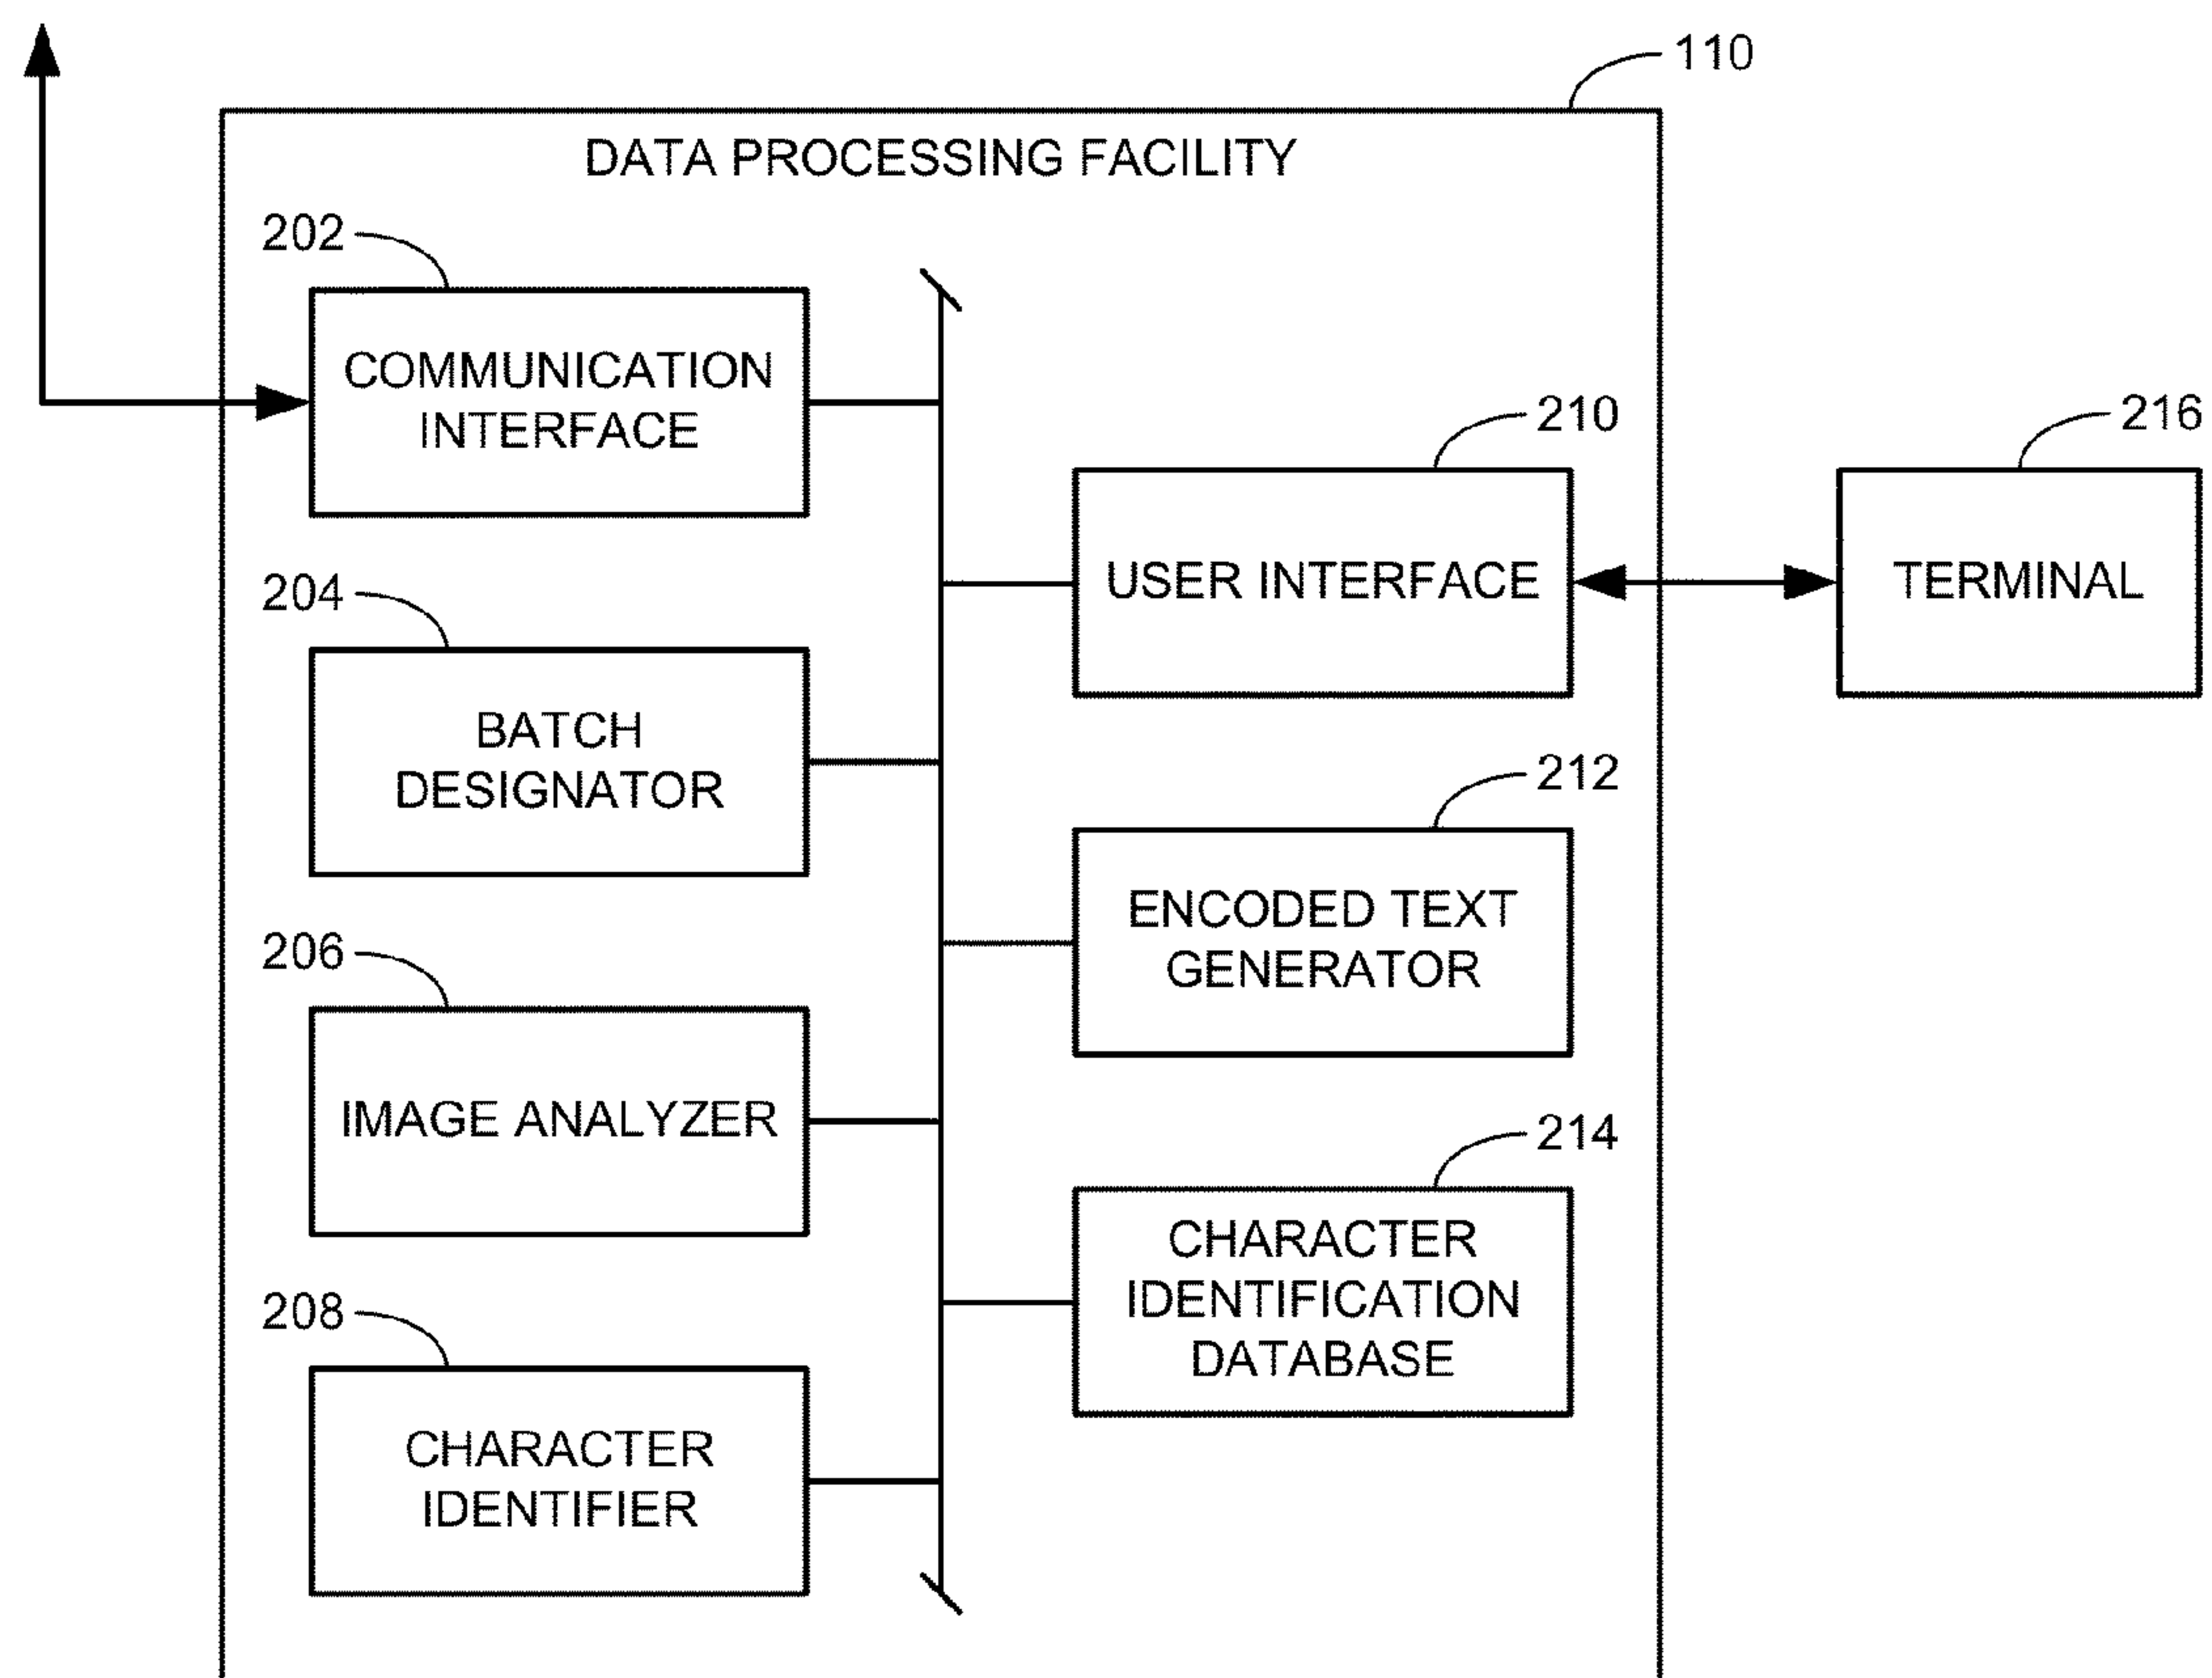 110
DATA PROCESSING FACILITY
202
COMMUNICATION
INTERFACE
204
BATCH
DESIGNATOR
206
IMAGE ANALYZER
208
CHARACTER
IDENTIFIER
210
USER INTERFACE
216
TERMINAL
212
ENCODED TEXT
GENERATOR
214
CHARACTER
IDENTIFICATION
DATABASE